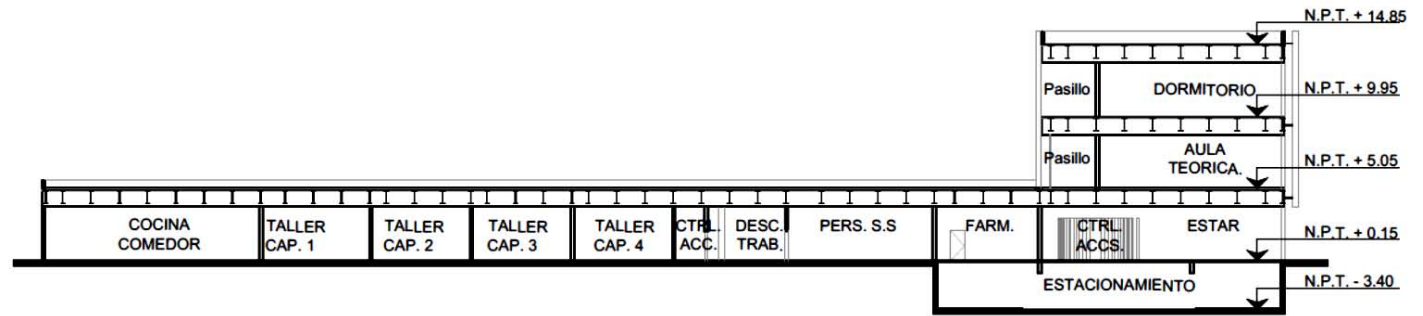 N.P.T. + 14.85
Pasillo DORMITORIO N.P.T. + 9.95
Pasillo AULA
TEORICA. N.P.T. + 5.05
COCINA
COMEDOR
TALLER
CAP. 1
TALLER
CAP. 2
TALLER
CAP. 3
TALLER
CAP. 4
CTRL.
ACC.
DESC.
TRAB.
PERS. S.S
FARM.
CTRL.
ACCS.
ESTAR
N.P.T. + 0.15
ESTACIONAMIENTO
N.P.T. - 3.40